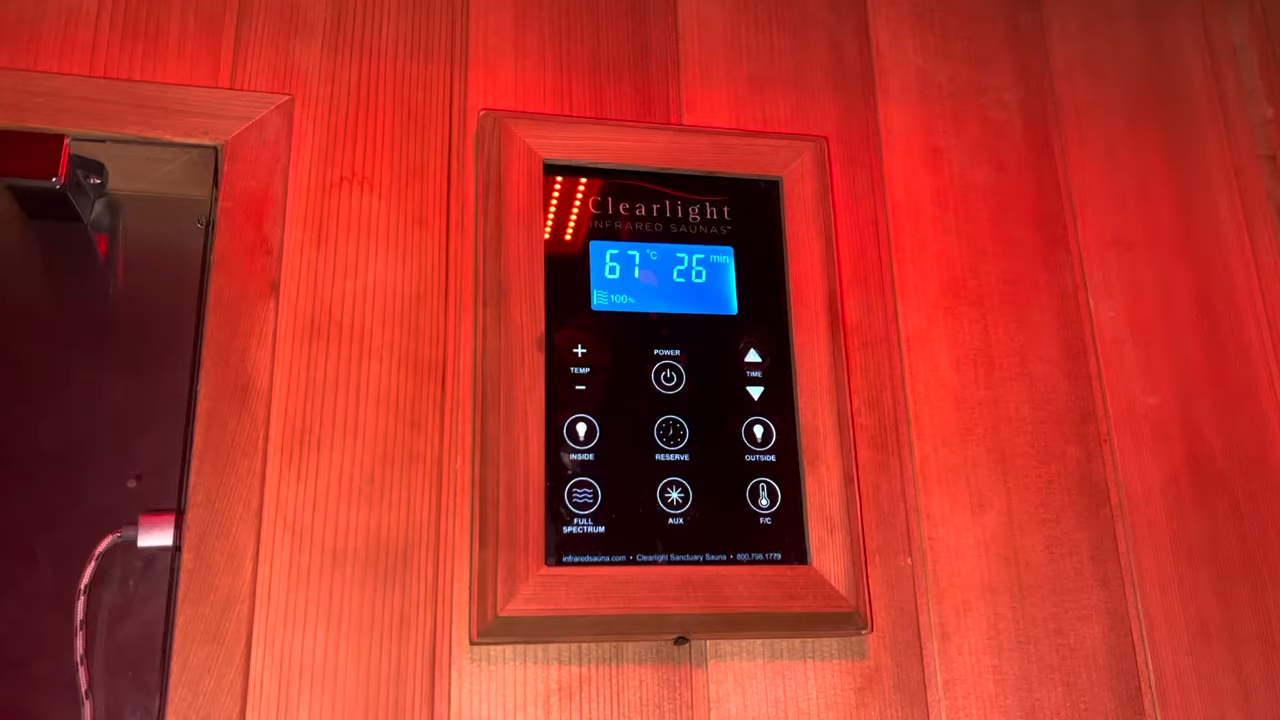 Clearlight
INFRARED SAUNAS™
67 °C 26 min
100%
+
TEMP
-
POWER
TIME
INSIDE
RESERVE
OUTSIDE
FULL
SPECTRUM
AUX
F/C
infraredsauna.com • Clearlight Sanctuary Sauna • 800.798.1779